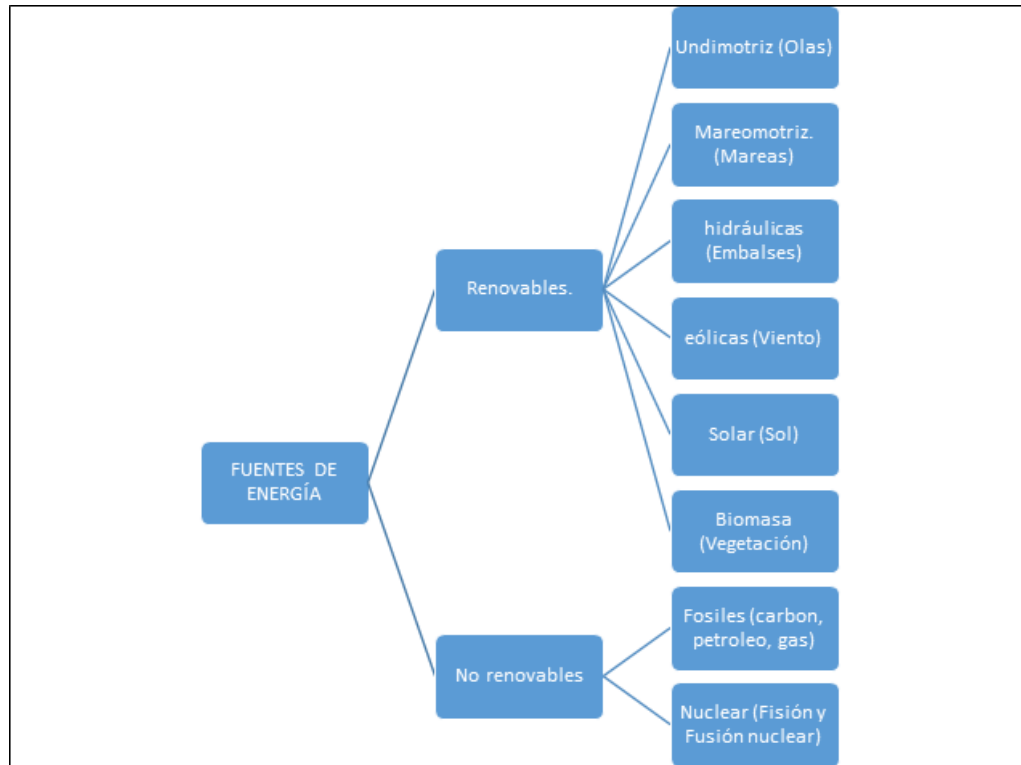 Undimotriz (Olas)
Mareomotriz.
(Mareas)
hidráulicas
(Embalses)
Renovables.
eólicas (Viento)
Solar (Sol)
FUENTES DE
ENERGÍA
Biomasa
(Vegetación)
Fosiles (carbon,
petroleo, gas)
No renovables
Nuclear (Fisión y
Fusión nuclear)